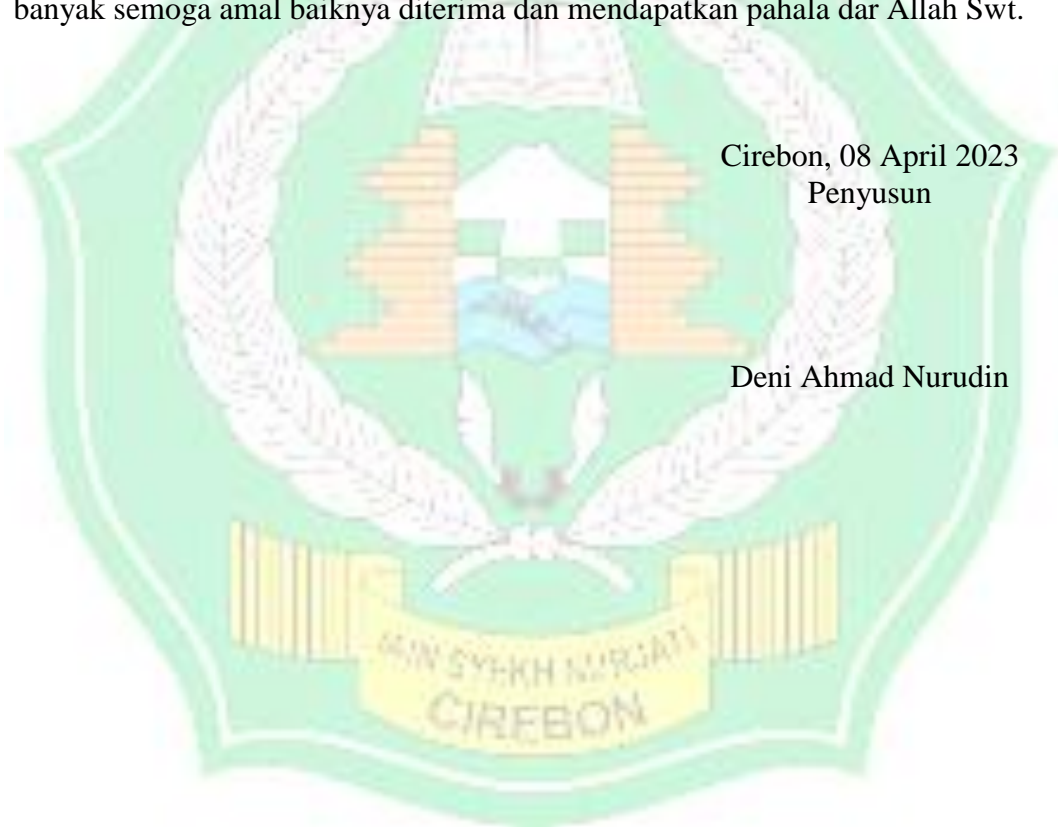 banyak semoga amal baiknya diterima dan mendapatkan pahala dar Allah Swt.
Cirebon, 08 April 2023
Penyusun
Deni Ahmad Nurudin
IAIN SYEKH NURJATI
CIREBON